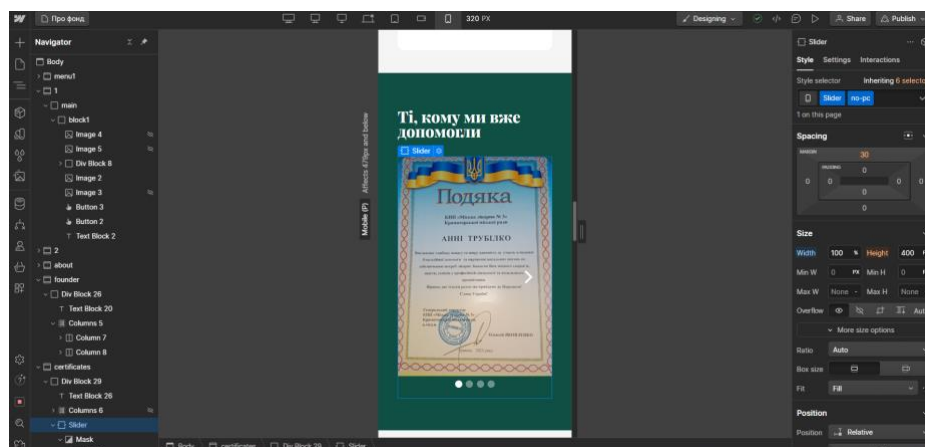 Про фонд
320 PX
Designing
Share
Publish
Navigator
Body
menu1
1
main
block1
Image 4
Image 5
Div Block 8
Image 2
Image 3
Button 3
Button 2
Text Block 2
2
about
founder
Div Block 26
Text Block 20
Columns 5
Column 7
Column 8
certificates
Div Block 29
Text Block 26
Columns 6
Slider
Mask
Affects 479px and below
Mobile (P)
Ті, кому ми вже
допомогли
Slider
Подяка
АННІ ТРУБІЛКО
Body
certificates
Div Block 29
Slider
Slider
Style Settings Interactions
Style selector Inheriting 6 selecto
Slider no-pc
1 on this page
Spacing
MARGIN
30
PADDING
0
0 0 0 0
0
0
Size
Width 100 % Height 400
Min W 0 PX Min H 0
Max W None Max H None
Overflow Aut
More size options
Ratio Auto
Box size
Fit Fill
Position
Position Relative